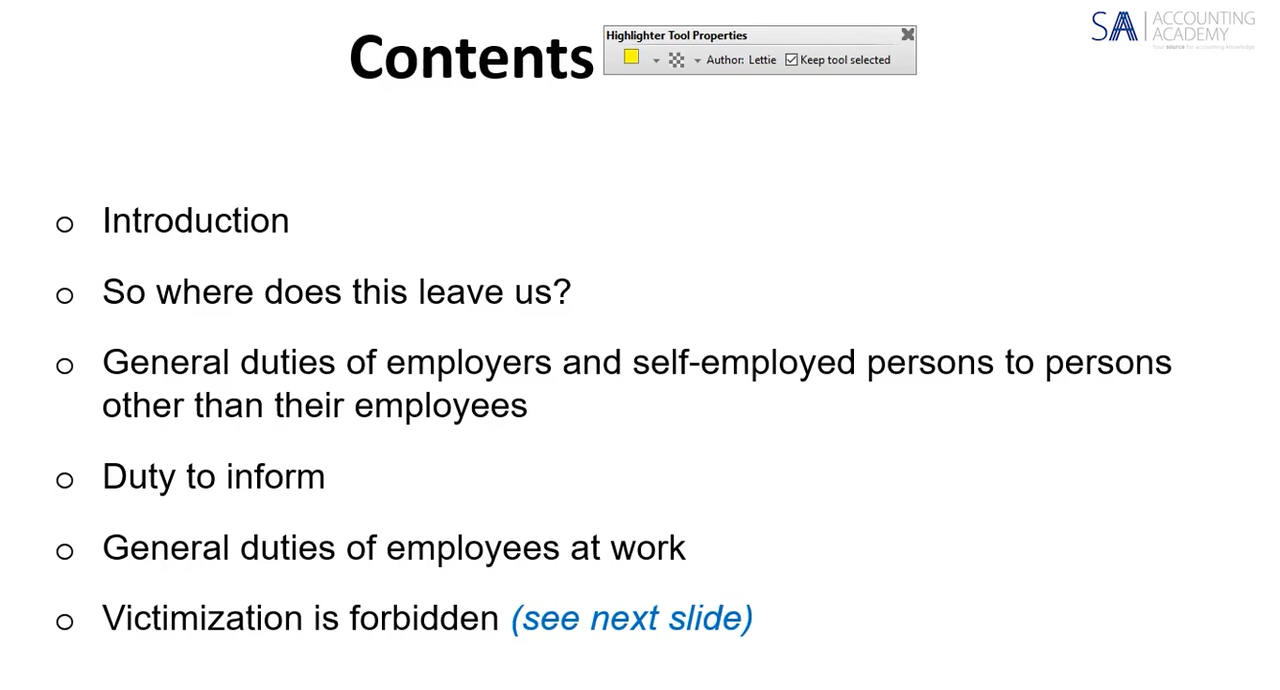 Contents
Highlighter Tool Properties
Author: Lettie Keep tool selected
SAA ACCOUNTING
ACADEMY
Your source for accounting knowledge
Introduction
So where does this leave us?
General duties of employers and self-employed persons to persons
other than their employees
Duty to inform
General duties of employees at work
Victimization is forbidden (see next slide)